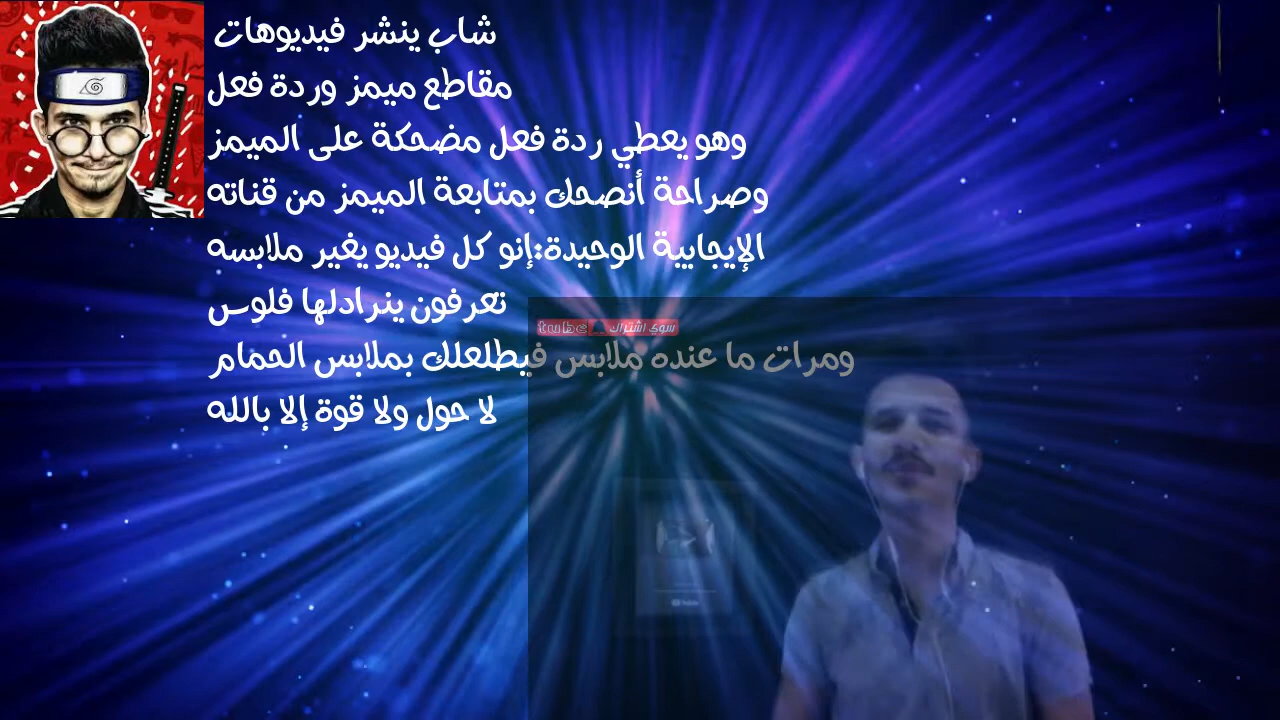 شاب ينشر فيديوهات
مقاطع ميمز وردة فعل
وهو يعطي ردة فعل مضحكة على الميمز
وصراحة أنصحك بمتابعة الميمز من قناته
الإيجابية الوحيدة:إنو كل فيديو يغير ملابسه
تعرفون ينرادلها فلوس
سوي اشتراك tube
ومرات ما عنده ملابس فيطلعلك بملابس الحمام
لا حول ولا قوة إلا بالله